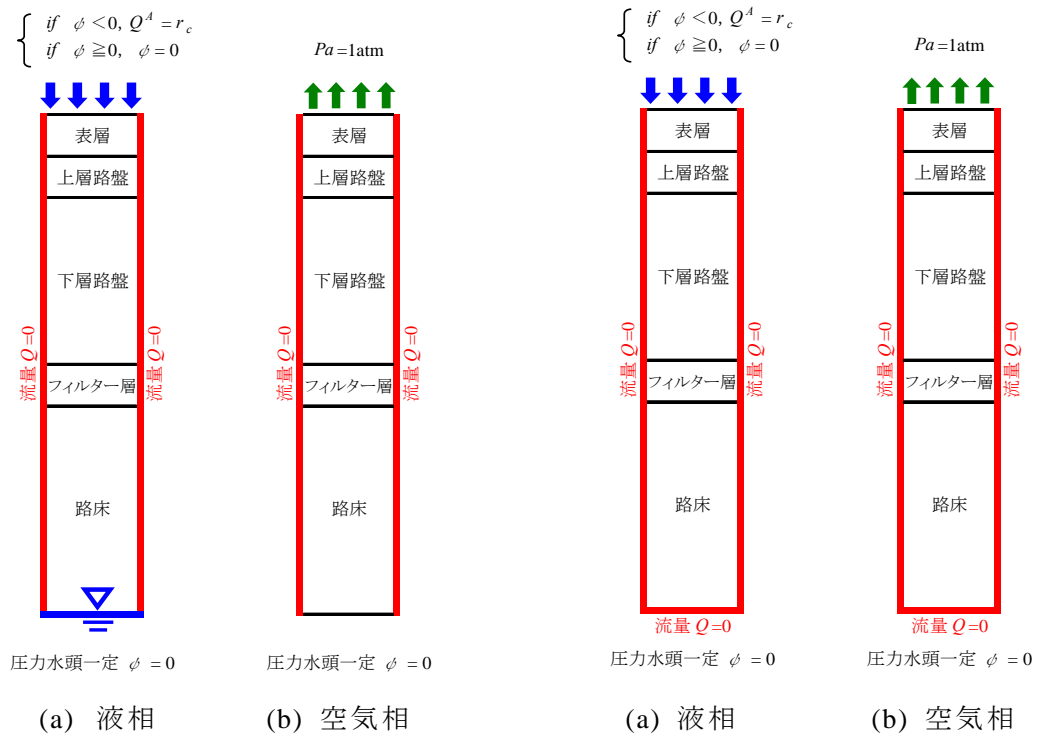 if ϕ <0, Q^A = r_c
if ϕ ≧0, ϕ =0
表層
上層路盤
下層路盤
フィルター層
路床
流量 Q=0
流量 Q=0
圧力水頭一定 ϕ = 0
(a) 液相
Pa=1atm
表層
上層路盤
下層路盤
フィルター層
路床
流量 Q=0
流量 Q=0
圧力水頭一定 ϕ = 0
(b) 空気相
if ϕ <0, Q^A = r_c
if ϕ ≧0, ϕ =0
表層
上層路盤
下層路盤
フィルター層
路床
流量 Q=0
流量 Q=0
流量 Q=0
圧力水頭一定 ϕ = 0
(a) 液相
Pa=1atm
表層
上層路盤
下層路盤
フィルター層
路床
流量 Q=0
流量 Q=0
流量 Q=0
圧力水頭一定 ϕ = 0
(b) 空気相